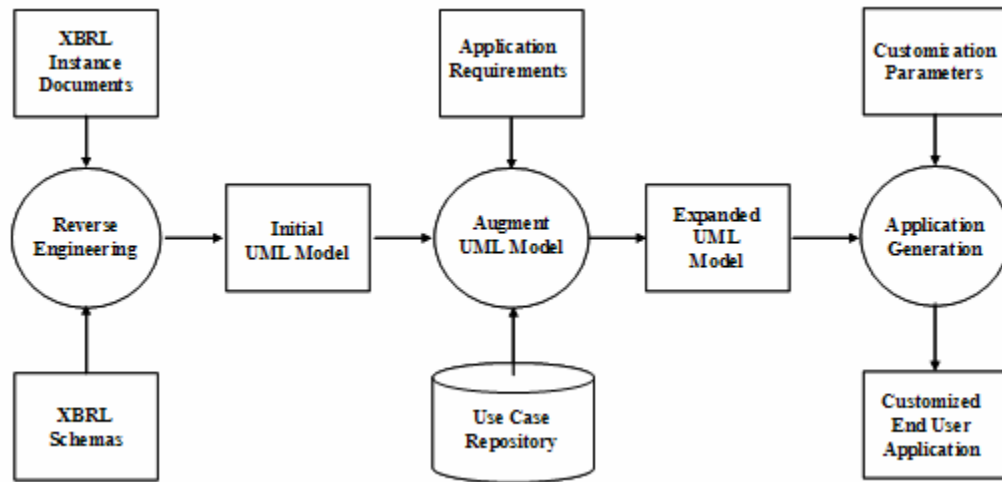 XBRL
Instance
Documents
Application
Requirements
Customization
Parameters
Reverse
Engineering
Initial
UML Model
Augment
UML Model
Expanded
UML
Model
Application
Generation
XBRL
Schemas
Use Case
Repository
Customized
End User
Application